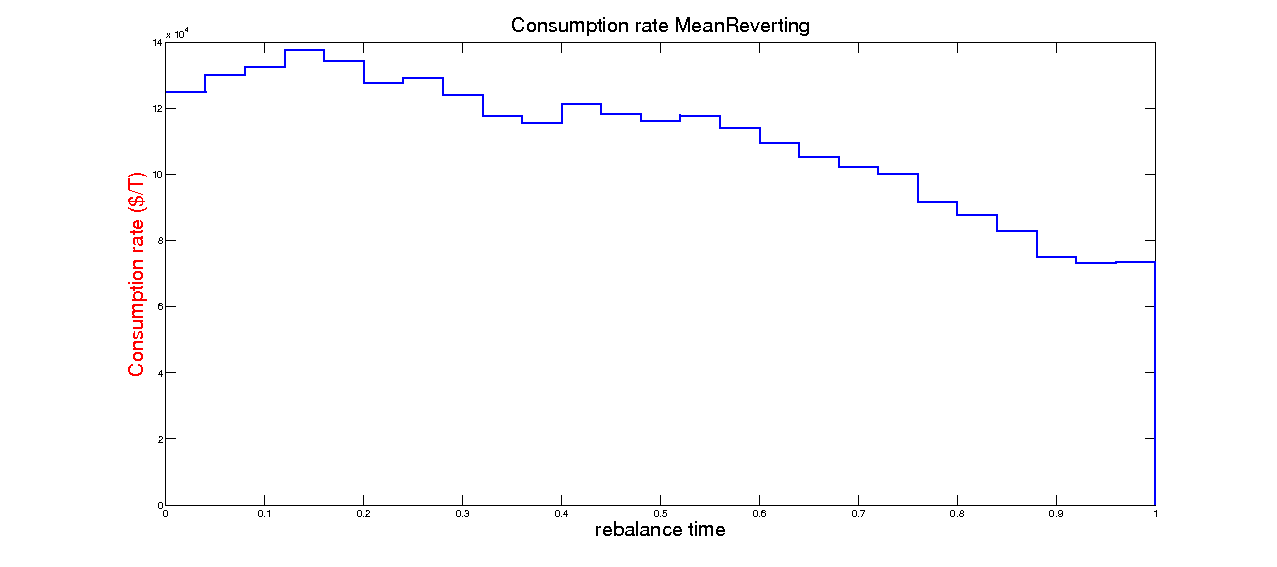 Consumption rate MeanReverting
x 10^4
14
12
10
8
6
4
2
0
Consumption rate ($/T)
0 0.1 0.2 0.3 0.4 0.5 0.6 0.7 0.8 0.9 1
rebalance time